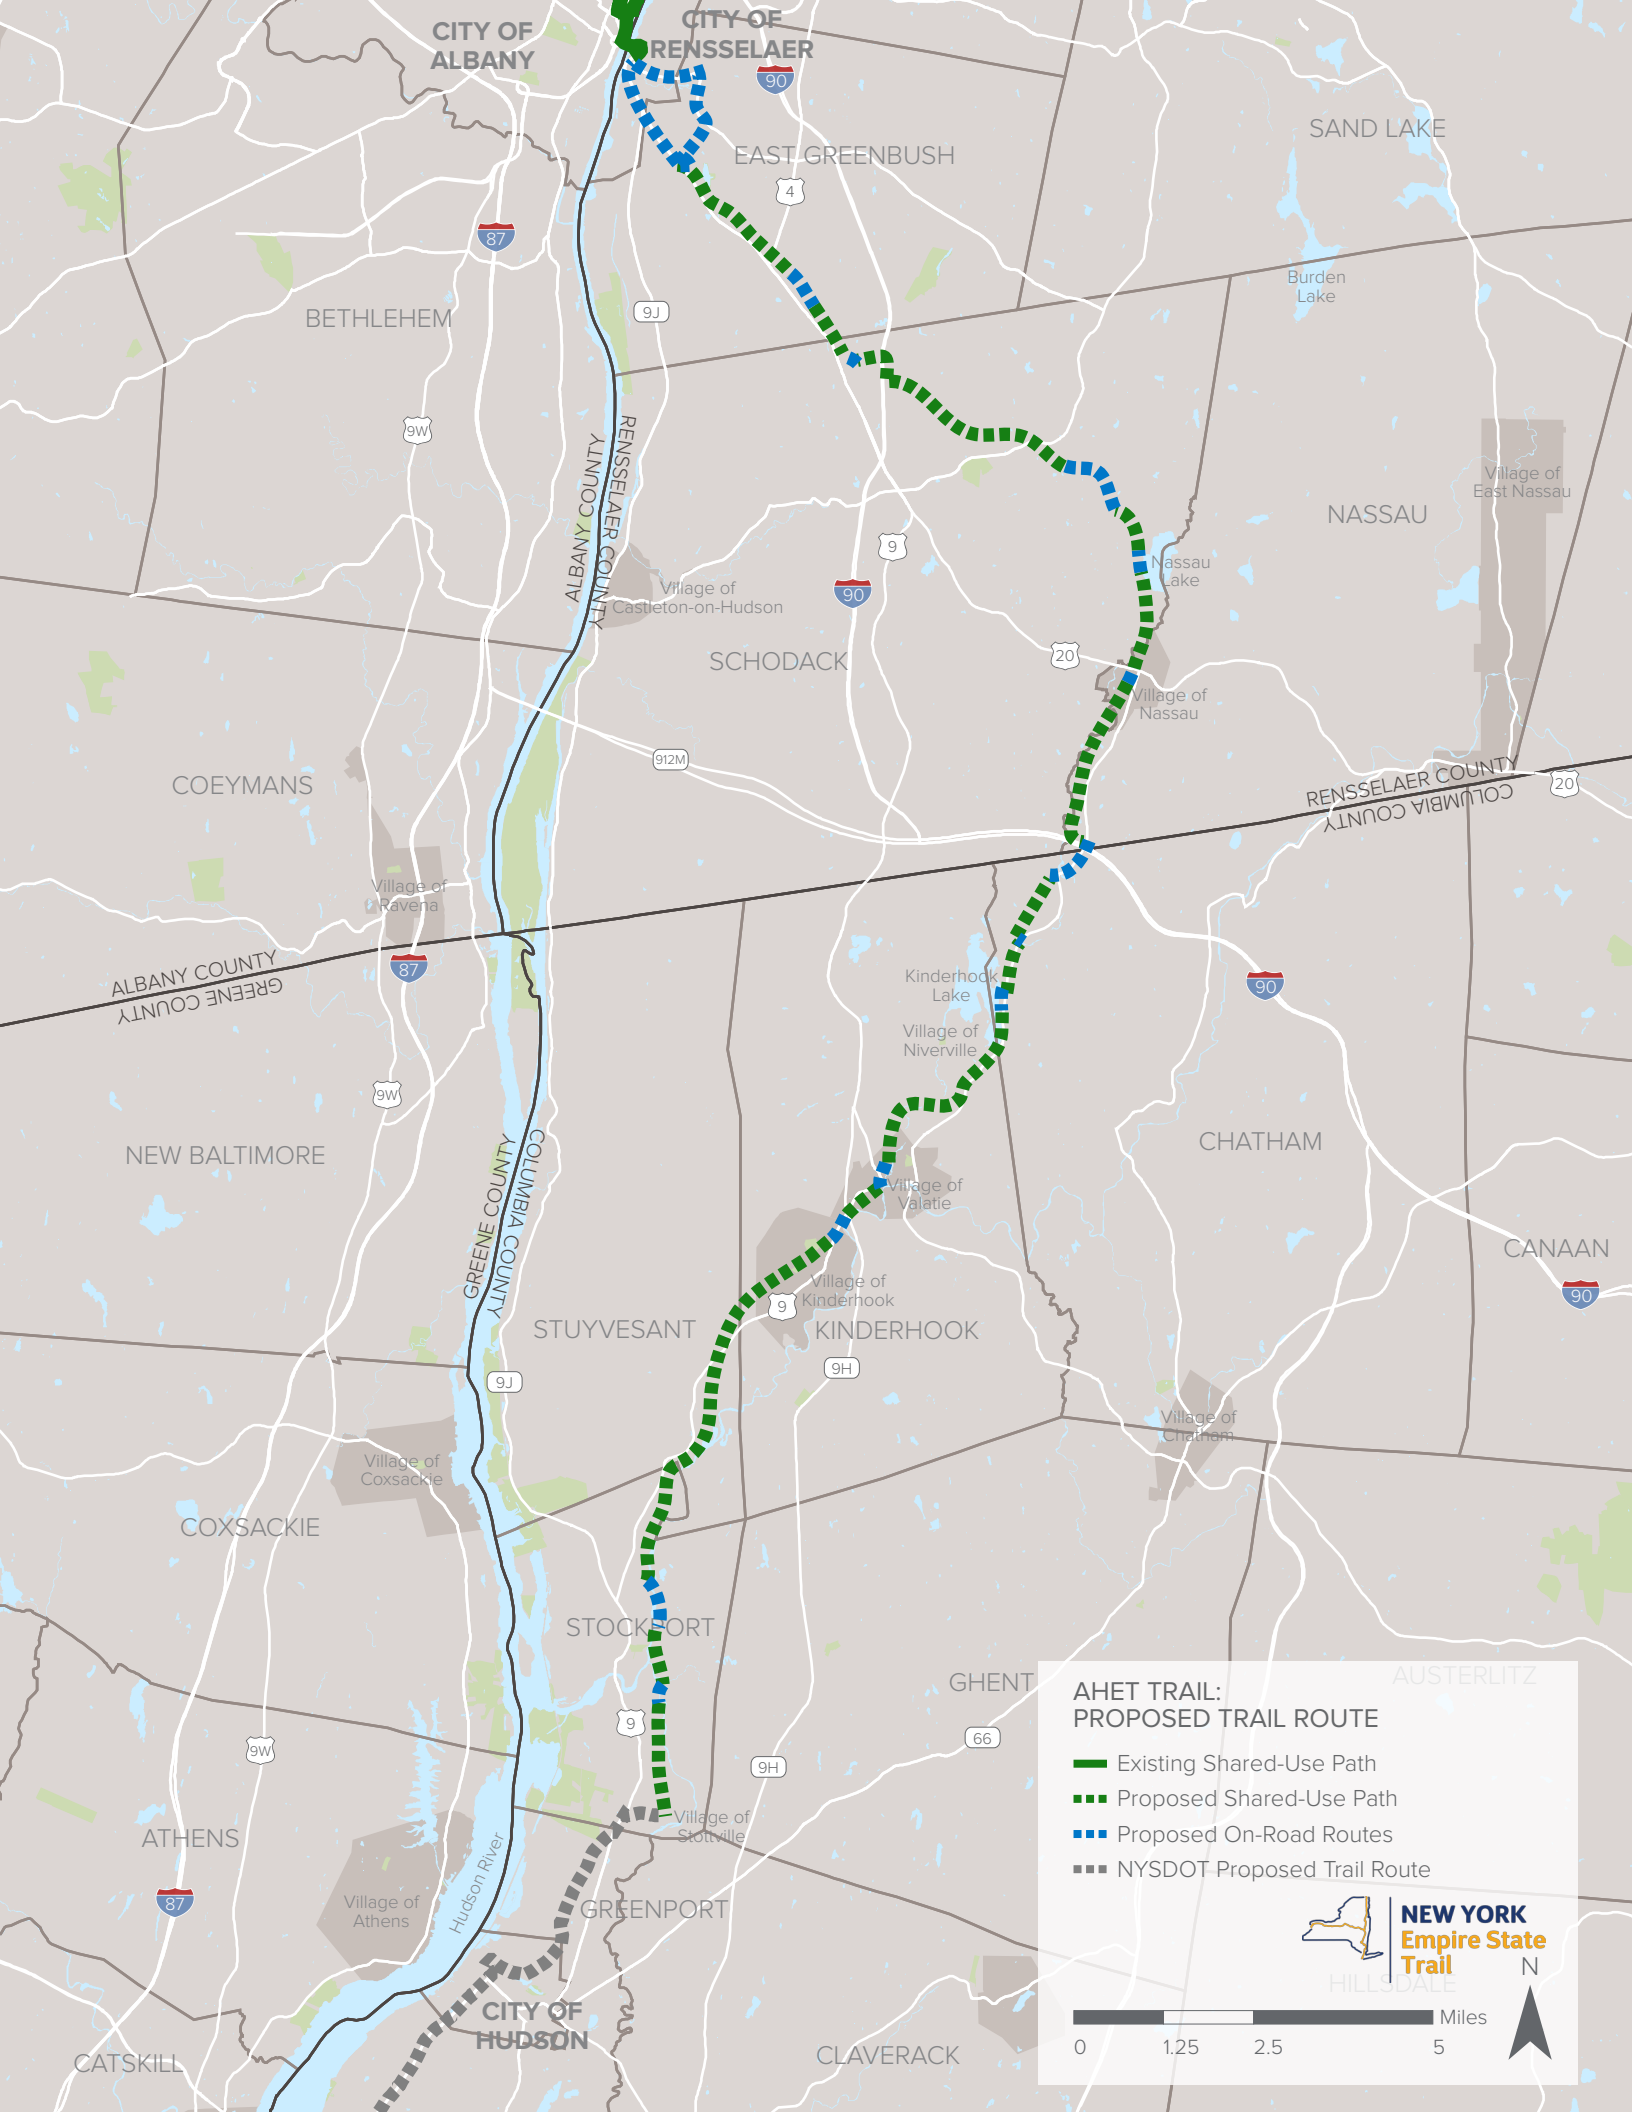 CITY OF
ALBANY
CITY OF
RENSSELAER
90
SAND LAKE
EAST GREENBUSH
4
87
Burden
Lake
9J
BETHLEHEM
9W
ALBANY COUNTY
RENSSELAER COUNTY
Village of
East Nassau
NASSAU
9
Nassau
Lake
90
Village of
Castleton-on-Hudson
20
SCHODACK
Village of
Nassau
912M
COEYMANS
RENSSELAER COUNTY
COLUMBIA COUNTY
20
Village of
Ravena
ALBANY COUNTY
GREENE COUNTY
87
Kinderhook
Lake
90
Village of
Niverville
9W
NEW BALTIMORE
CHATHAM
GREENE COUNTY
COLUMBIA COUNTY
Village of
Valatie
CANAAN
90
Village of
Kinderhook
9
STUYVESANT
KINDERHOOK
9H
9J
Village of
Chatham
Village of
Coxsackie
COXSACKIE
STOCKPORT
GHENT
AUSTERLITZ
9
66
9W
9H
Village of
Stottville
ATHENS
Hudson River
87
Village of
Athens
GREENPORT
CITY OF
HUDSON
CATSKILL
CLAVERACK
AHET TRAIL:
PROPOSED TRAIL ROUTE
Existing Shared-Use Path
Proposed Shared-Use Path
Proposed On-Road Routes
NYSDOT Proposed Trail Route
NEW YORK
Empire State
Trail
HILLSDALE
N
Miles
0 1.25 2.5 5